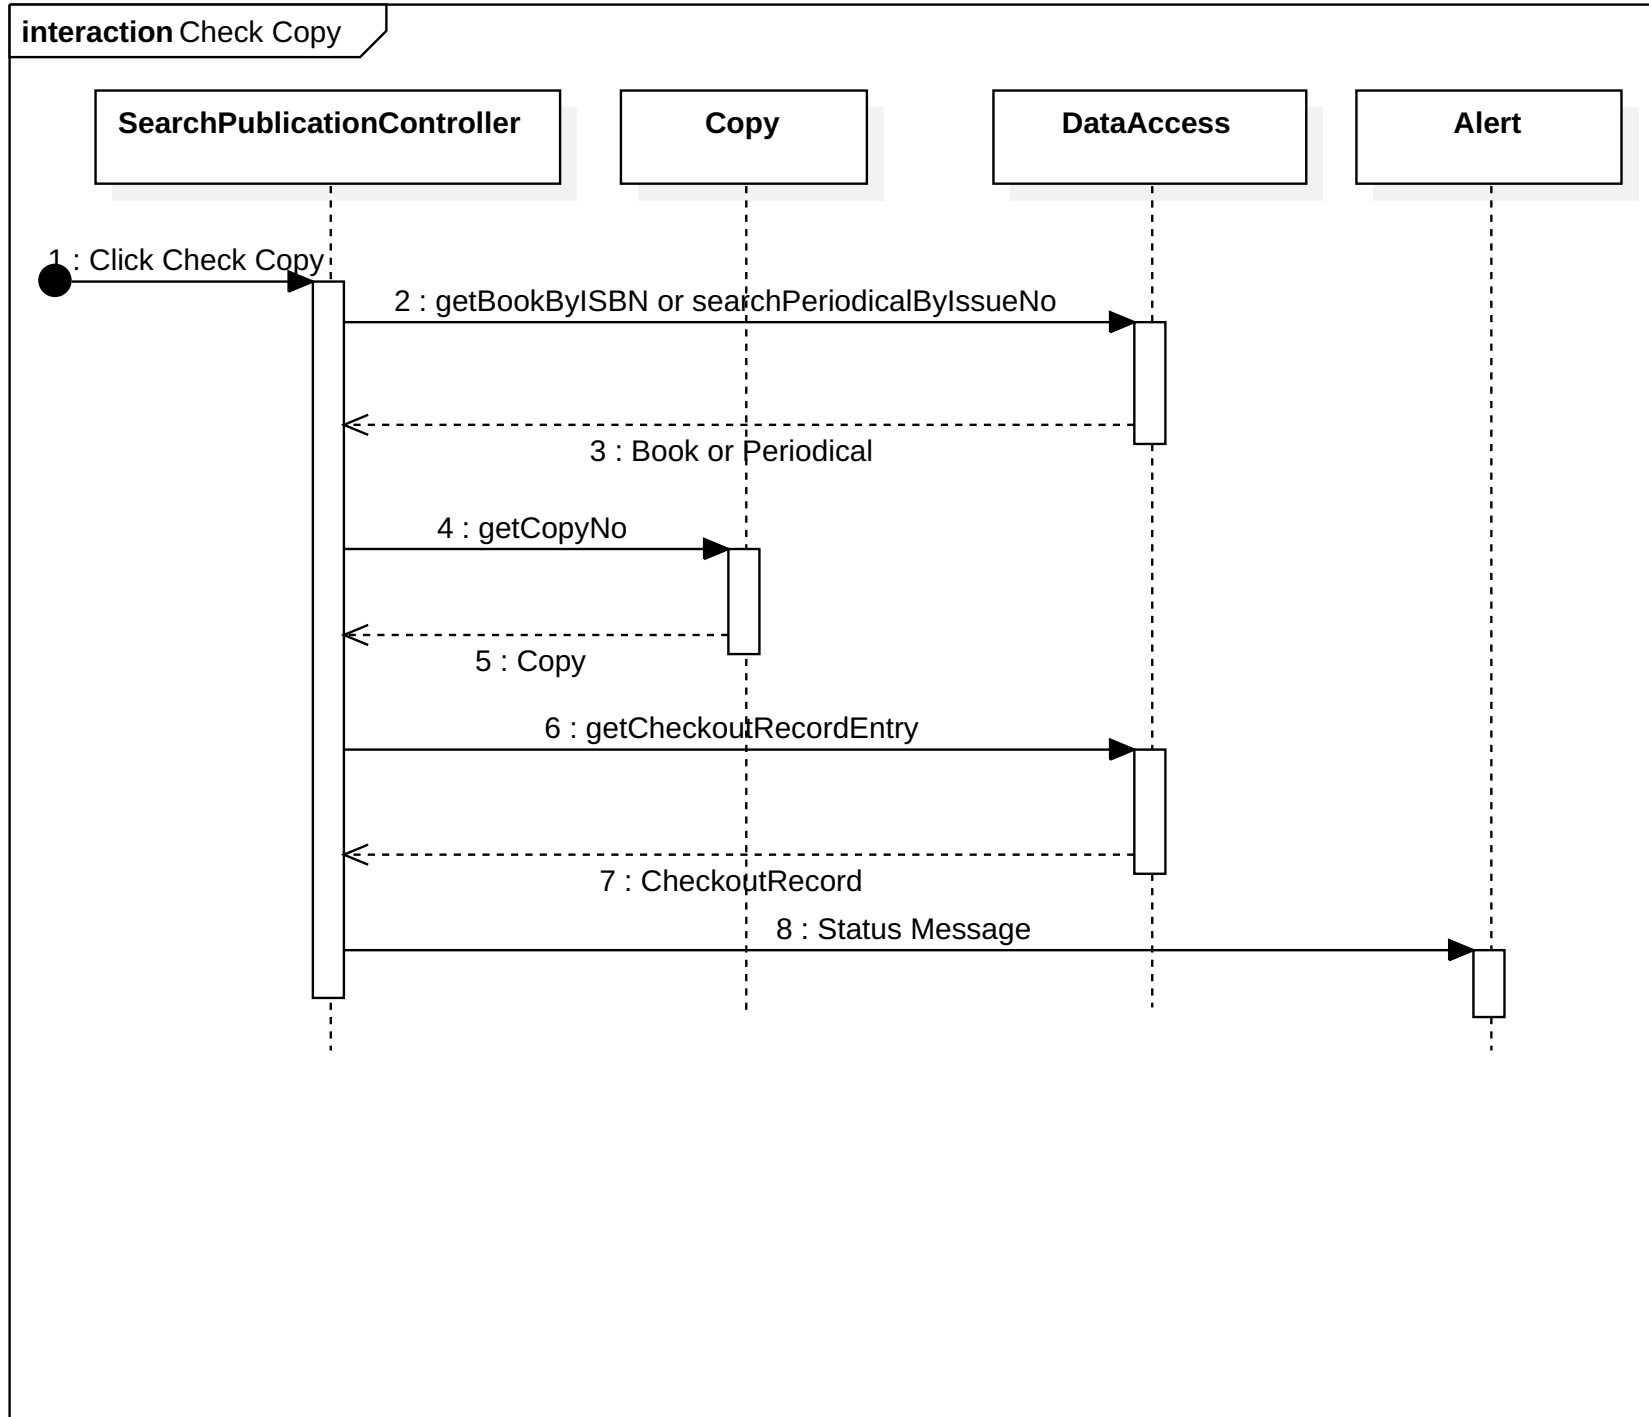 interaction Check Copy
SearchPublicationController
Copy
DataAccess
Alert
1 : Click Check Copy
2 : getBookByISBN or searchPeriodicalByIssueNo
3 : Book or Periodical
4 : getCopyNo
5 : Copy
6 : getCheckoutRecordEntry
7 : CheckoutRecord
8 : Status Message